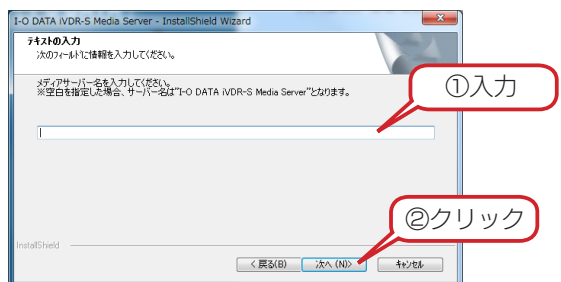 I-O DATA iVDR-S Media Server - InstallShield Wizard
テキストの入力
次のフィールドに情報を入力してください。
メディアサーバー名を入力してください。
※空白を指定した場合、サーバー名は"I-O DATA iVDR-S Media Server"となります。
①入力
②クリック
InstallShield
< 戻る(B)
次へ (N)>
キャンセル